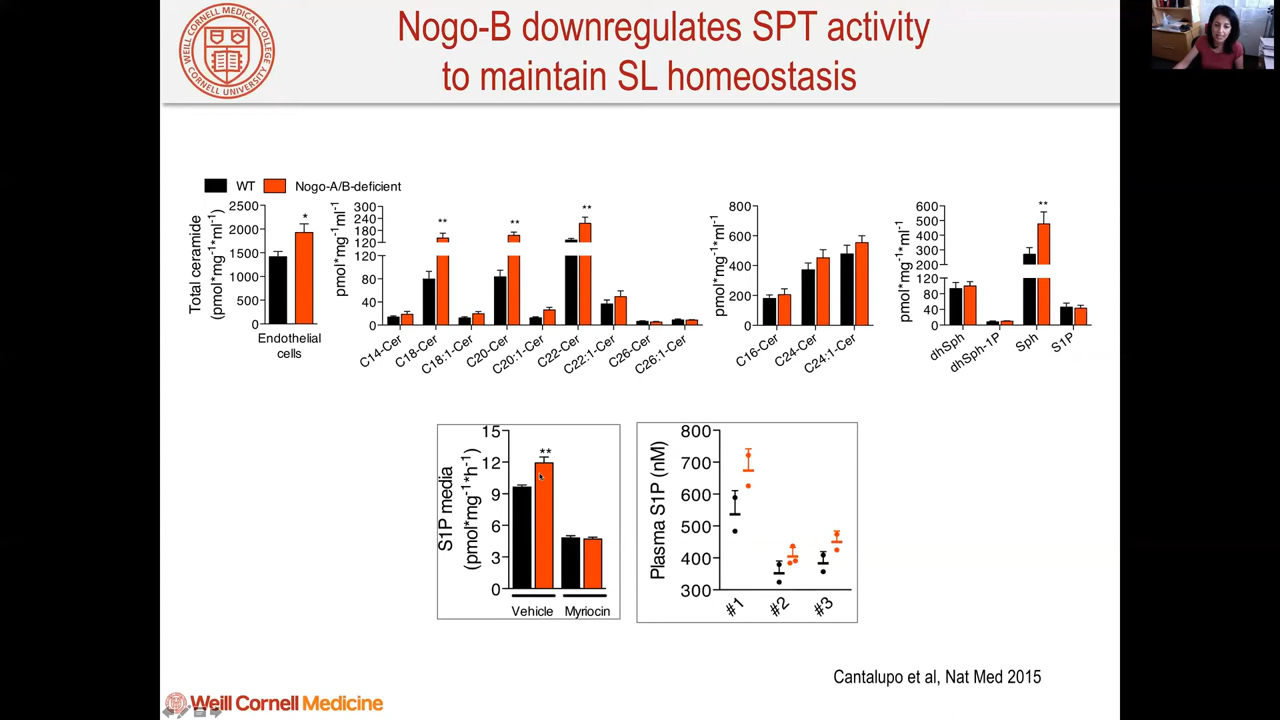 Nogo-B downregulates SPT activity
to maintain SL homeostasis
WEILL CORNELL MEDICAL COLLEGE
CORNELL UNIVERSITY
WT
Nogo-A/B-deficient
Total ceramide
(pmol*mg⁻¹*ml⁻¹)
2500
2000
1500
1000
500
0
*
Endothelial
cells
pmol*mg⁻¹ml⁻¹
300
240
180
120
120
80
40
0
**
**
**
C14-Cer
C18-Cer
C18:1-Cer
C20-Cer
C20:1-Cer
C22-Cer
C22:1-Cer
C26-Cer
C26:1-Cer
pmol*mg⁻¹*ml⁻¹
800
600
400
200
0
C16-Cer
C24-Cer
C24:1-Cer
pmol*mg⁻¹*ml⁻¹
600
500
400
300
200
120
80
40
0
**
dhSph
dhSph-1P
Sph
S1P
S1P media
(pmol*mg⁻¹*h⁻¹)
15
12
9
6
3
0
**
Vehicle
Myriocin
Plasma S1P (nM)
800
700
600
500
400
300
#1
#2
#3
Cantalupo et al, Nat Med 2015
Weill Cornell Medicine